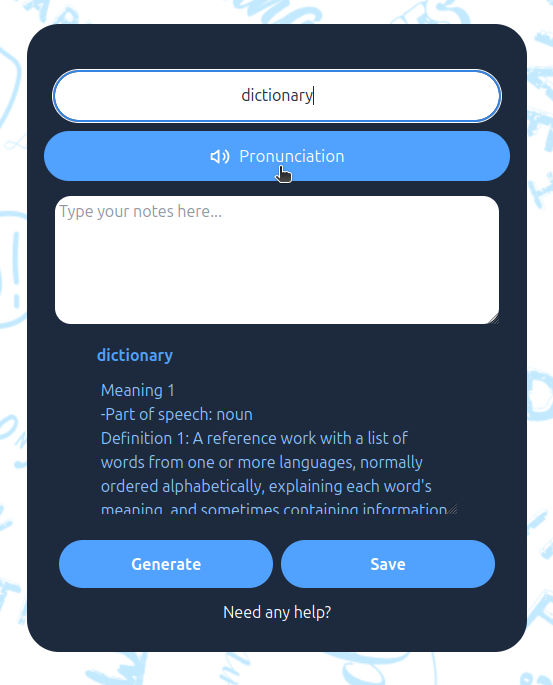 dictionary
Pronunciation
Type your notes here...
dictionary
Meaning 1
-Part of speech: noun
Definition 1: A reference work with a list of
words from one or more languages, normally
ordered alphabetically, explaining each word's
meaning, and sometimes containing information
Generate
Save
Need any help?